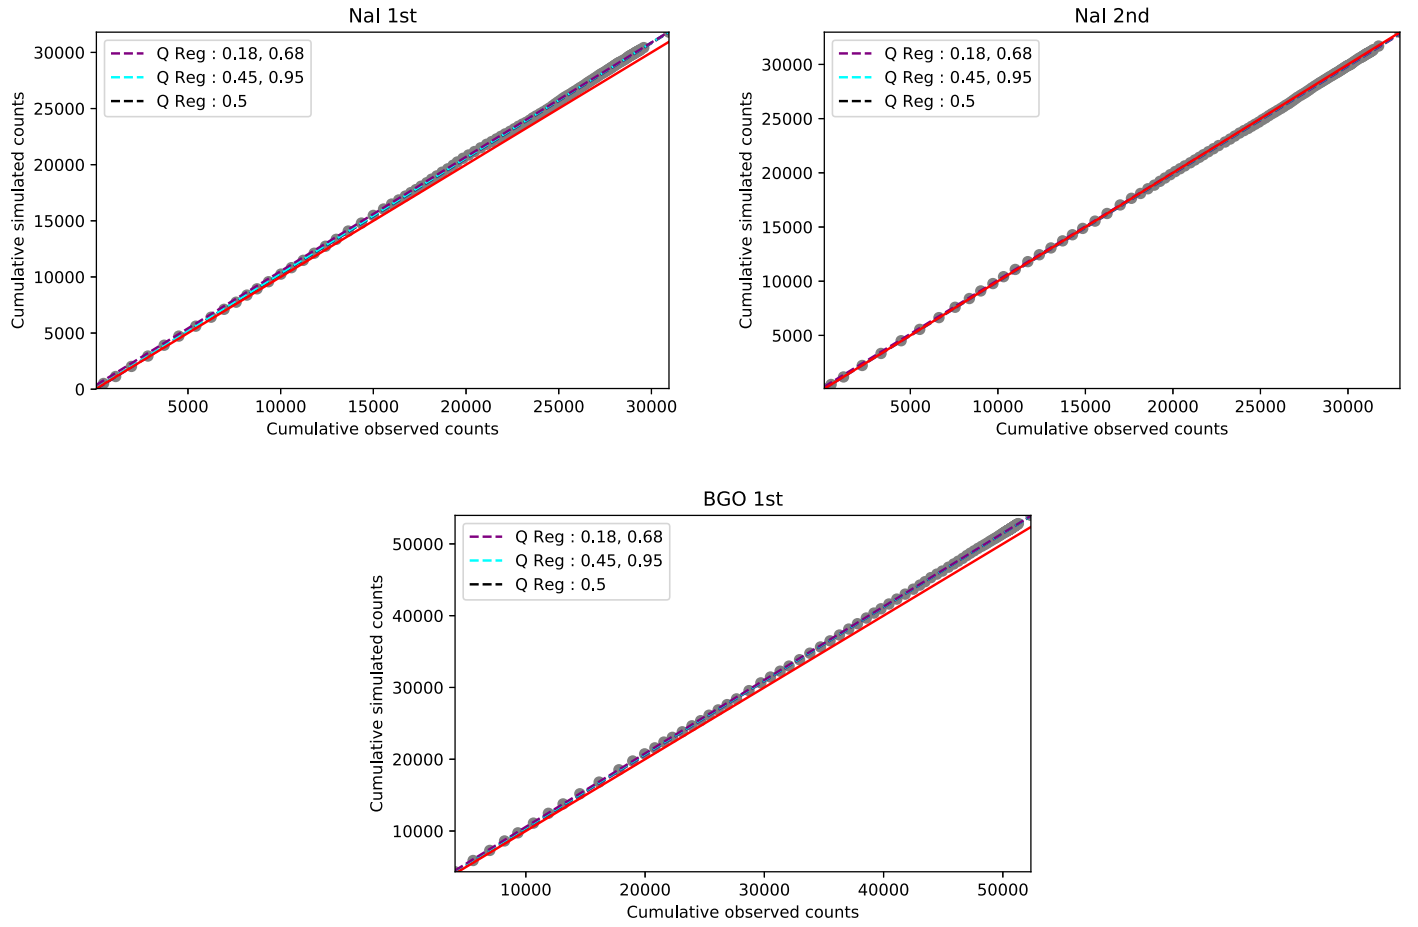 NaI 1st
Q Reg : 0.18, 0.68
Q Reg : 0.45, 0.95
Q Reg : 0.5
Cumulative simulated counts
30000
25000
20000
15000
10000
5000
0
5000 10000 15000 20000 25000 30000
Cumulative observed counts
NaI 2nd
Q Reg : 0.18, 0.68
Q Reg : 0.45, 0.95
Q Reg : 0.5
Cumulative simulated counts
30000
25000
20000
15000
10000
5000
5000 10000 15000 20000 25000 30000
Cumulative observed counts
BGO 1st
Q Reg : 0.18, 0.68
Q Reg : 0.45, 0.95
Q Reg : 0.5
Cumulative simulated counts
50000
40000
30000
20000
10000
10000 20000 30000 40000 50000
Cumulative observed counts